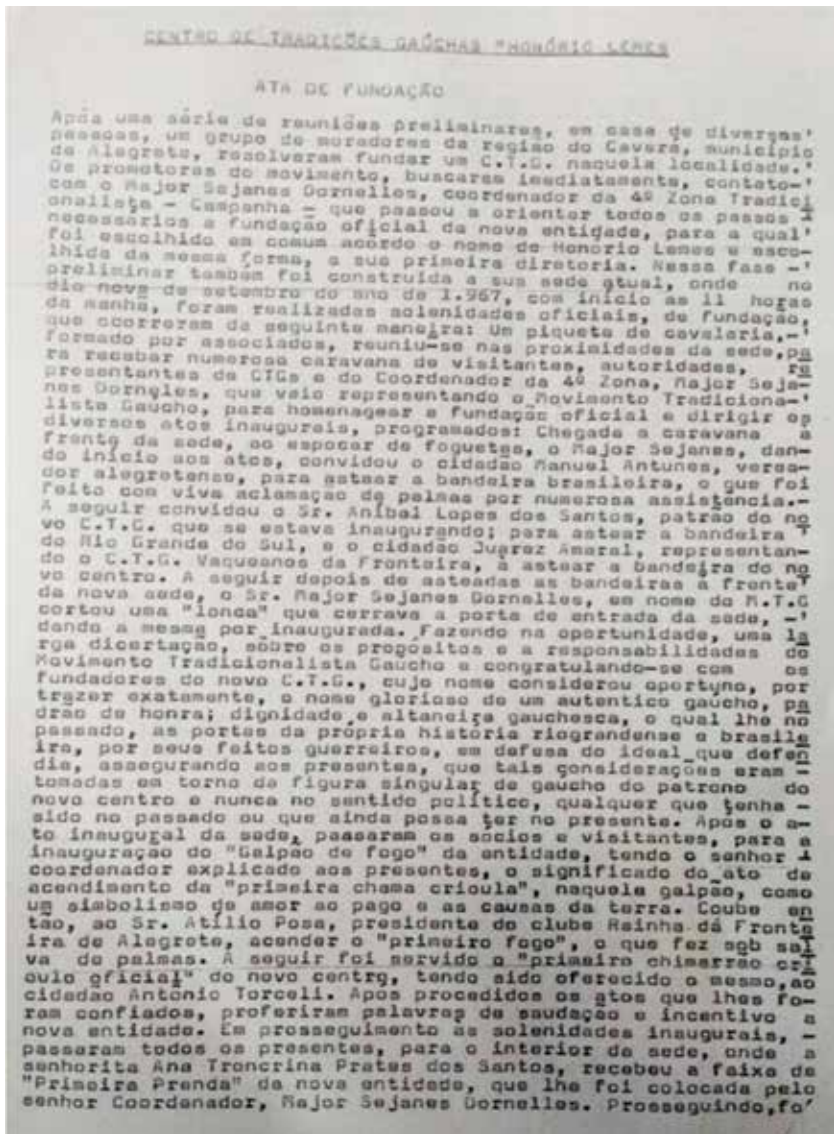 CENTRO DE TRADIÇÕES GAÚCHAS "HONÓRIO LEMES
ATA DE FUNDAÇÃO
Após uma série de reuniões preliminares, em casa de diversas'
pessoas, um grupo de moradores da região do Caverá, município
de Alegrete, resolveram fundar um C.T.G. naquela localidade.'
Os promotores do movimento, buscaram imediatamente, contato-'
com o Major Sejanes Dornelles, coordenador da 4ª Zona Tradici
onalista - Campanha - que passou a orientar todos os passos -
necessários a fundação oficial da nova entidade, para a qual'
foi escolhido em comum acôrdo o nome de Honório Lemes e esco-
lhida da mesma forma, a sua primeira diretoria. Nessa fase -'
preliminar também foi construída a sua sede atual, onde no
dia nove de setembro do ano de 1.967, com início as 11 horas
da manhã, foram realizadas solenidades oficiais, de fundação,
que ocorreram da seguinte maneira: Um piquete de cavalaria,-'
formado por associados, reuniu-se nas proximidades da sede,pa
ra receber numerosa caravana de visitantes, autoridades, re
presentantes de CTGs e do Coordenador da 4ª Zona, Major Seja-
nes Dorneles, que veio representando o Movimento Tradiciona-'
lista Gaucho, para homenagear a fundação oficial e dirigir os
diversos atos inaugurais, programados: Chegada a caravana a
frente da sede, ao espocar de foguetes, o Major Sejanes, dan-
do início aos atos, convidou o cidadão Manuel Antunes, verea-
dor alegretense, para astear a bandeira brasileira, o que foi
feito com viva aclamação de palmas por numerosa assistência.-
A seguir convidou o Sr. Anibal Lopes dos Santos, patrão do no
vo C.T.G. que se estava inaugurando; para astear a bandeira '
do Rio Grande do Sul, e o cidadão Juarez Amaral, representan-
do o C.T.G. Vaqueanos da Fronteira, à astear a bandeira do no
vo centro. A seguir depois de asteadas as bandeiras à frente'
da nova sede, o Sr. Major Sejanes Dornelles, em nome do M.T.G
cortou uma "lonca" que cerrava a porta de entrada da sede, -'
dando a mesma por inaugurada. Fazendo na oportunidade, uma la
rga dicertação, sôbre os propósitos e a responsabilidades do
Movimento Tradicionalista Gaucho e congratulando-se com os
fundadores do novo C.T.G., cujo nome considerou oportuno, por
trazer exatamente, o nome glorioso de um autentico gaucho, pa
drão de honra; dignidade e altaneira gauchesca, o qual lhe no
passado, as portas da própria história riograndense e brasile
ira, por seus feitos guerreiros, em defesa do ideal que defen
dia, assegurando aos presentes, que tais considerações eram -
tomadas em torno da figura singular de gaucho do patrono do
novo centro e nunca no sentido político, qualquer que tenha -
sido no passado ou que ainda possa ter no presente. Após o a-
to inaugural da sede, passaram os sócios e visitantes, para a
inauguração do "Galpão de fogo" da entidade, tendo o senhor -
coordenador explicado aos presentes, o significado do ato de
acendimento da "primeira chama crioula", naquele galpão, como
um simbolismo de amor ao pago e as causas da terra. Coube en
tão, ao Sr. Atílio Posa, presidente do clube Rainha dá Fronte
ira de Alegrete, acender o "primeiro fogo", o que fez sob sal
va de palmas. A seguir foi servido o "primeiro chimarrão cri
oulo oficial" do novo centro, tendo sido oferecido o mesmo,ao
cidadão Antonio Torceli. Apos procedidos os atos que lhes fo-
ram confiados, proferiram palavras de saudação e incentivo a
nova entidade. Em prosseguimento as solenidades inaugurais, -
passaram todos os presentes, para o interior da sede, onde a
senhorita Ana Troncrina Prates dos Santos, recebeu a faixa de
"Primeira Prenda" da nova entidade, que lhe foi colocada pelo
senhor Coordenador, Major Sejanes Dornelles. Prosseguindo,fo'